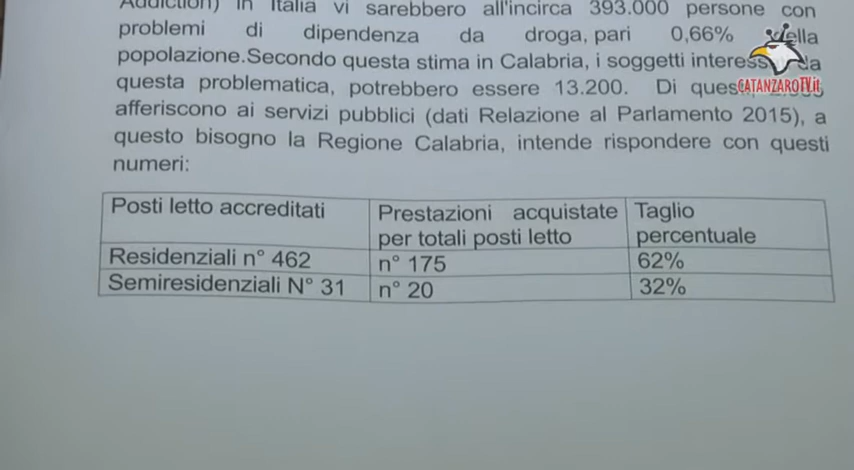 Addiction) in Italia vi sarebbero all'incirca 393.000 persone con
problemi di dipendenza da droga, pari 0,66% della
popolazione.Secondo questa stima in Calabria, i soggetti da
questa problematica, potrebbero essere 13.200. Di
CATANZAROTV.it
afferiscono ai servizi pubblici (dati Relazione al Parlamento 2015), a
questo bisogno la Regione Calabria, intende rispondere con questi
numeri:
Posti letto accreditati
Prestazioni acquistate
per totali posti letto
Taglio
percentuale
Residenziali n° 462
n° 175
62%
Semiresidenziali N° 31
n° 20
32%